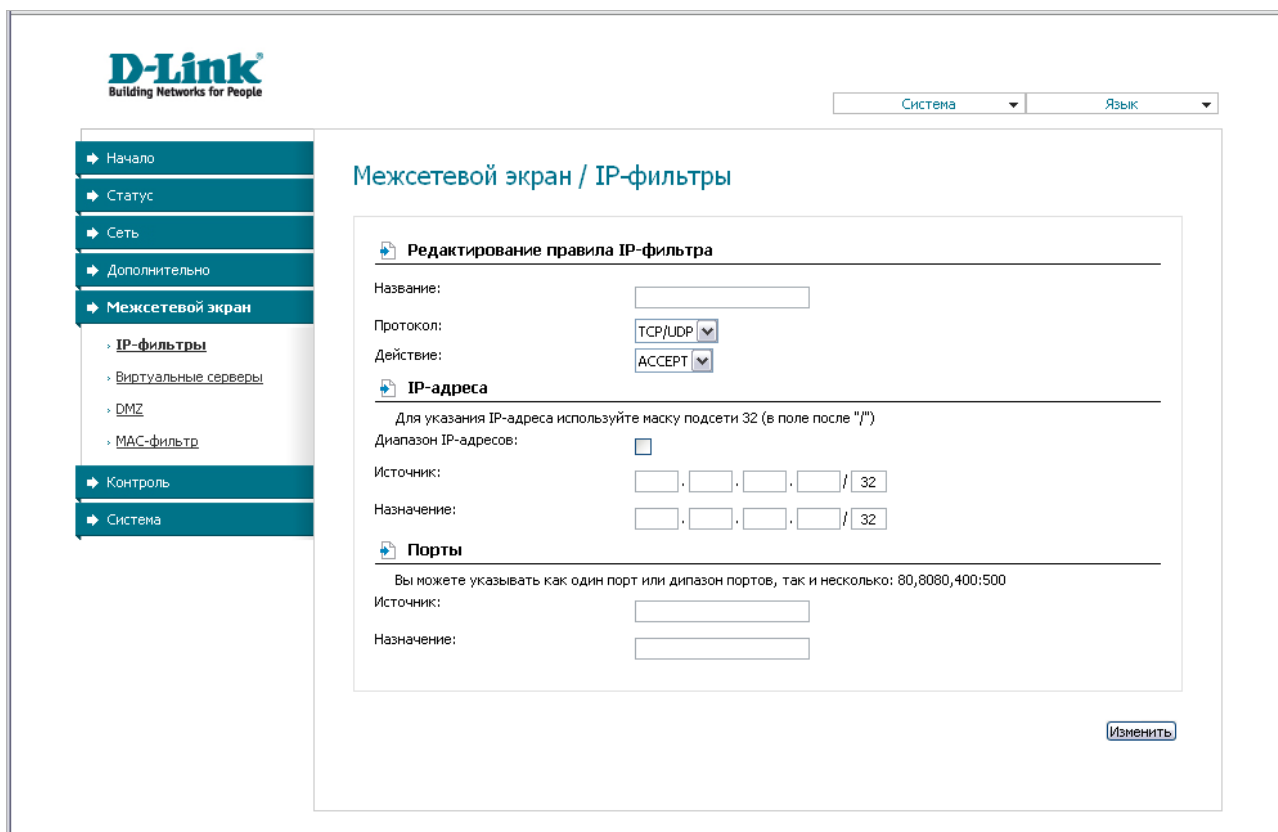 D-Link
Building Networks for People
Система
Язык
Начало
Статус
Сеть
Дополнительно
Межсетевой экран
IP-фильтры
Виртуальные серверы
DMZ
MAC-фильтр
Контроль
Система
Межсетевой экран / IP-фильтры
Редактирование правила IP-фильтра
Название:
Протокол: TCP/UDP
Действие: ACCEPT
IP-адреса
Для указания IP-адреса используйте маску подсети 32 (в поле после "/")
Диапазон IP-адресов:
Источник: . . . / 32
Назначение: . . . / 32
Порты
Вы можете указывать как один порт или дипазон портов, так и несколько: 80,8080,400:500
Источник:
Назначение:
Изменить